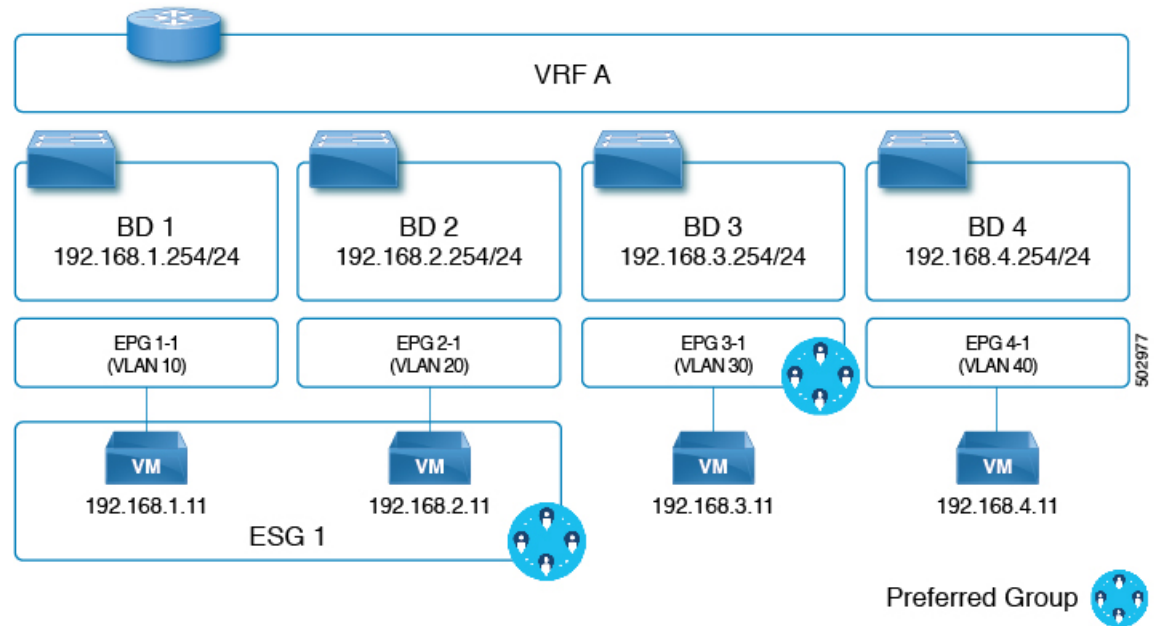 VRF A
BD 1
192.168.1.254/24
BD 2
192.168.2.254/24
BD 3
192.168.3.254/24
BD 4
192.168.4.254/24
EPG 1-1
(VLAN 10)
EPG 2-1
(VLAN 20)
EPG 3-1
(VLAN 30)
EPG 4-1
(VLAN 40)
502977
VM
192.168.1.11
VM
192.168.2.11
VM
192.168.3.11
VM
192.168.4.11
ESG 1
Preferred Group